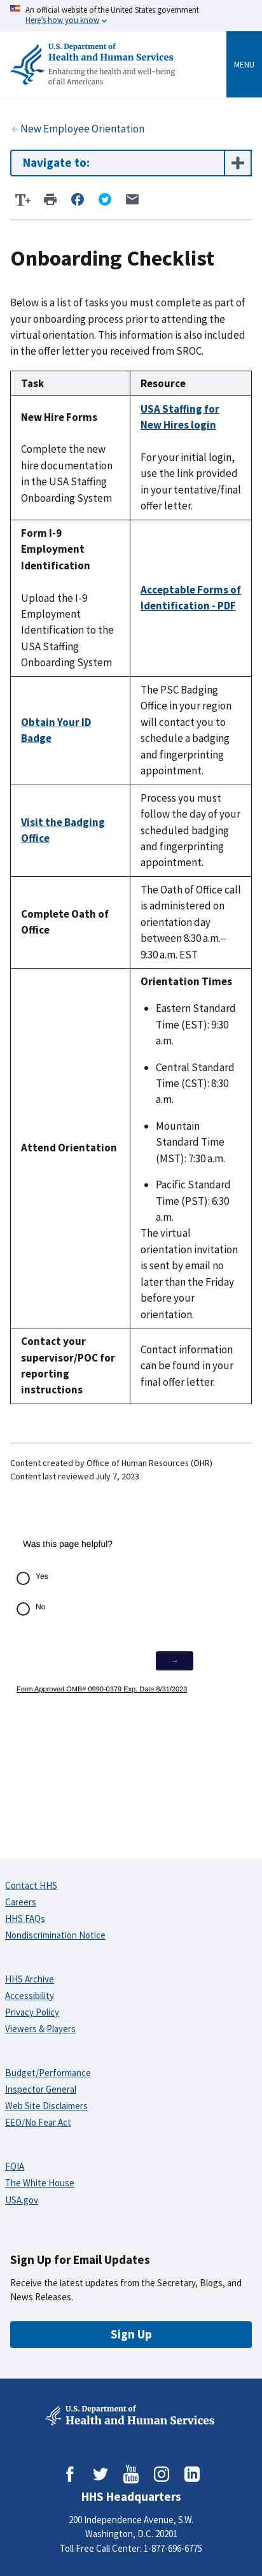 An official website of the United States government
Here's how you know
U.S. Department of
Health and Human Services
Enhancing the health and well-being
of all Americans
MENU
New Employee Orientation
Navigate to:
T+
Onboarding Checklist
Below is a list of tasks you must complete as part of
your onboarding process prior to attending the
virtual orientation. This information is also included
in the offer letter you received from SROC.
Task
Resource
New Hire Forms
Complete the new
hire documentation
in the USA Staffing
Onboarding System
USA Staffing for
New Hires login
For your initial login,
use the link provided
in your tentative/final
offer letter.
Form I-9
Employment
Identification
Upload the I-9
Employment
Identification to the
USA Staffing
Onboarding System
Acceptable Forms of
Identification - PDF
Obtain Your ID
Badge
The PSC Badging
Office in your region
will contact you to
schedule a badging
and fingerprinting
appointment.
Visit the Badging
Office
Process you must
follow the day of your
scheduled badging
and fingerprinting
appointment.
Complete Oath of
Office
The Oath of Office call
is administered on
orientation day
between 8:30 a.m.–
9:30 a.m. EST
Attend Orientation
Orientation Times
• Eastern Standard
Time (EST): 9:30
a.m.
• Central Standard
Time (CST): 8:30
a.m.
• Mountain
Standard Time
(MST): 7:30 a.m.
• Pacific Standard
Time (PST): 6:30
a.m.
The virtual
orientation invitation
is sent by email no
later than the Friday
before your
orientation.
Contact your
supervisor/POC for
reporting
instructions
Contact information
can be found in your
final offer letter.
Content created by Office of Human Resources (OHR)
Content last reviewed July 7, 2023
Was this page helpful?
Yes
No
→
Form Approved OMB# 0990-0379 Exp. Date 8/31/2023
Contact HHS
Careers
HHS FAQs
Nondiscrimination Notice
HHS Archive
Accessibility
Privacy Policy
Viewers & Players
Budget/Performance
Inspector General
Web Site Disclaimers
EEO/No Fear Act
FOIA
The White House
USA.gov
Sign Up for Email Updates
Receive the latest updates from the Secretary, Blogs, and
News Releases.
Sign Up
U.S. Department of
Health and Human Services
You Tube
HHS Headquarters
200 Independence Avenue, S.W.
Washington, D.C. 20201
Toll Free Call Center: 1-877-696-6775